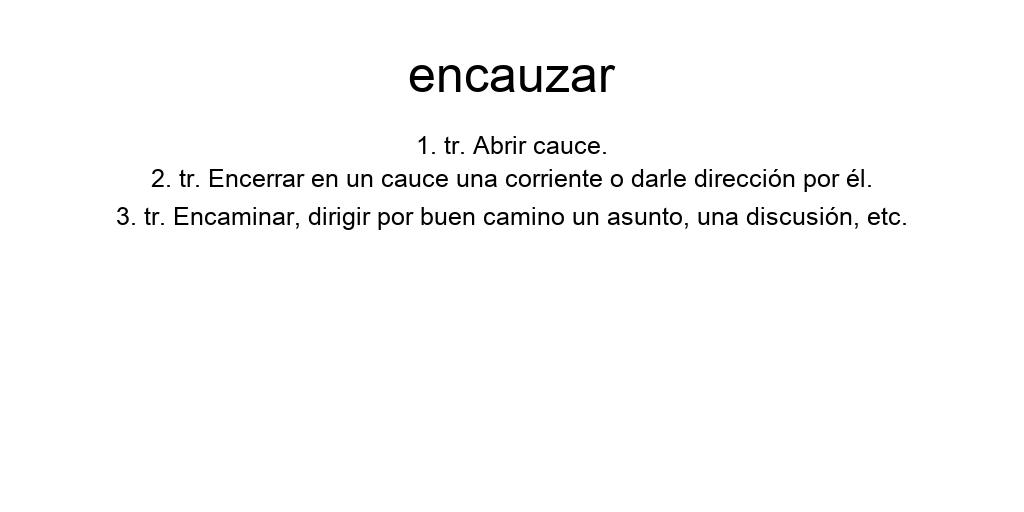 encauzar
1. tr. Abrir cauce.
2. tr. Encerrar en un cauce una corriente o darle dirección por él.
3. tr. Encaminar, dirigir por buen camino un asunto, una discusión, etc.